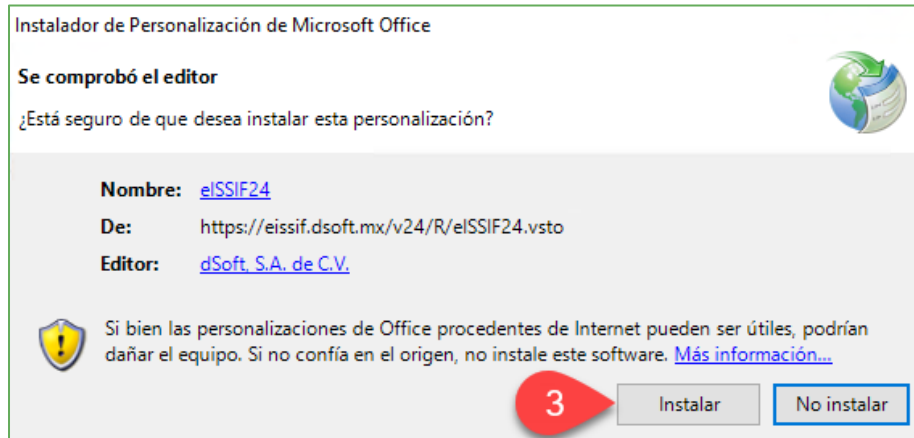 Instalador de Personalización de Microsoft Office
Se comprobó el editor
¿Está seguro de que desea instalar esta personalización?
Nombre: eISSIF24
De: https://eissif.dsoft.mx/v24/R/eISSIF24.vsto
Editor: dSoft, S.A. de C.V.
Si bien las personalizaciones de Office procedentes de Internet pueden ser útiles, podrían
dañar el equipo. Si no confía en el origen, no instale este software. Más información...
3 Instalar No instalar